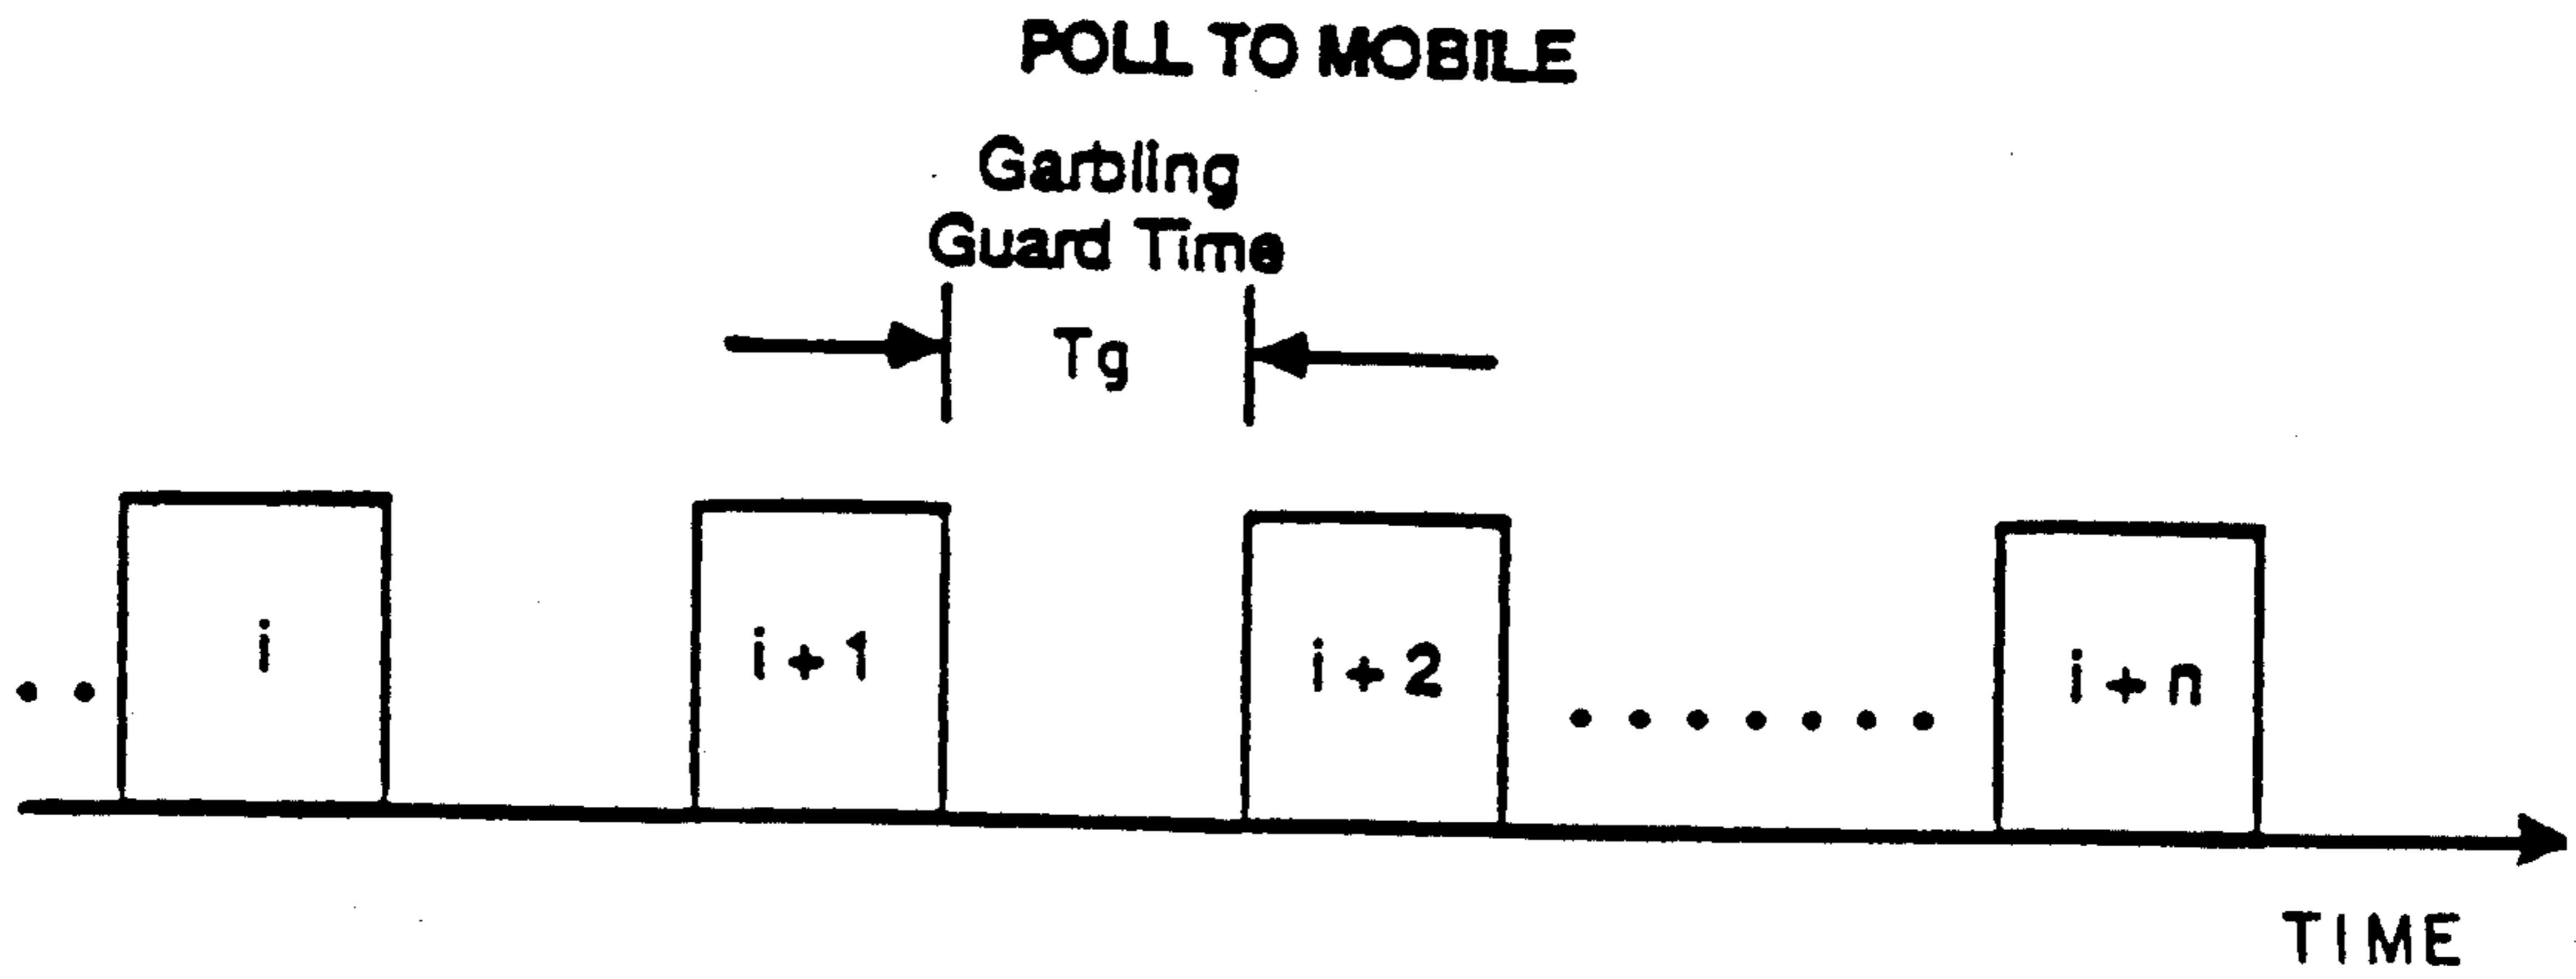 POLL TO MOBILE
Garbling
Guard Time
Tg
i
i + 1
i + 2
i + n
TIME